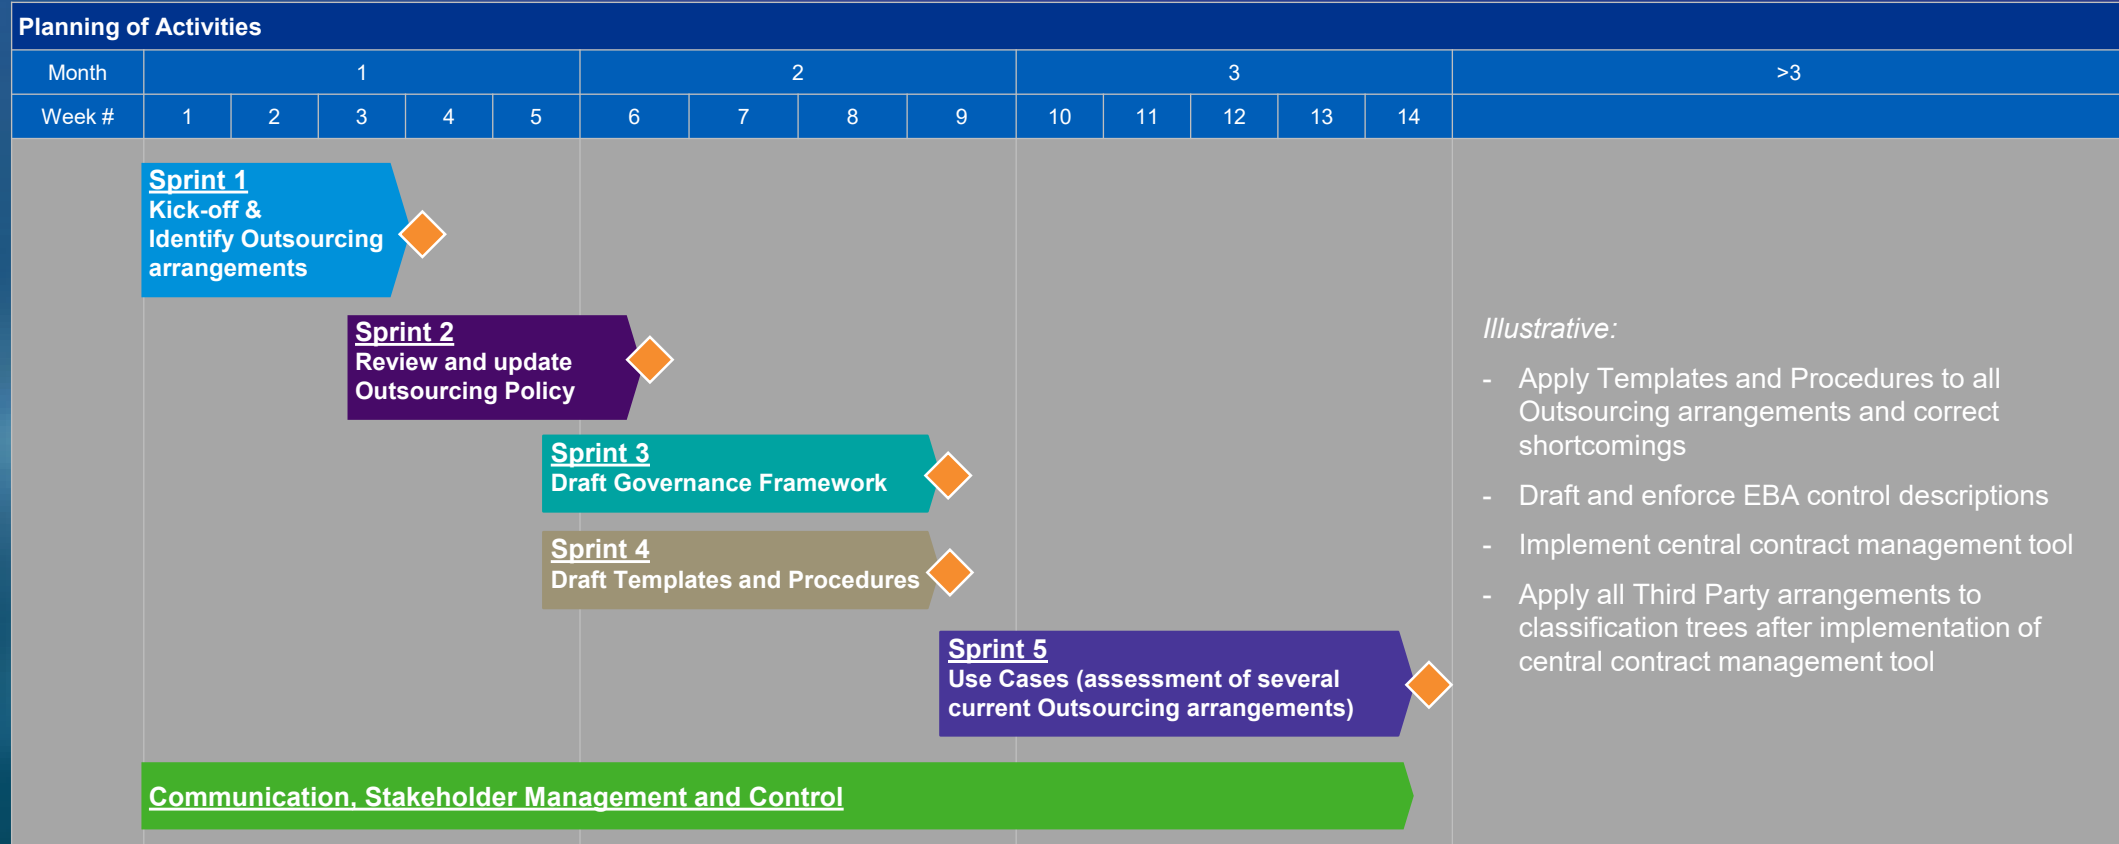 Planning of Activities
Month 1 2 3 >3
Week # 1 2 3 4 5 6 7 8 9 10 11 12 13 14
Sprint 1
Kick-off &
Identify Outsourcing
arrangements
Sprint 2
Review and update
Outsourcing Policy
Sprint 3
Draft Governance Framework
Sprint 4
Draft Templates and Procedures
Sprint 5
Use Cases (assessment of several
current Outsourcing arrangements)
Communication, Stakeholder Management and Control
Illustrative:
- Apply Templates and Procedures to all
Outsourcing arrangements and correct
shortcomings
- Draft and enforce EBA control descriptions
- Implement central contract management tool
- Apply all Third Party arrangements to
classification trees after implementation of
central contract management tool